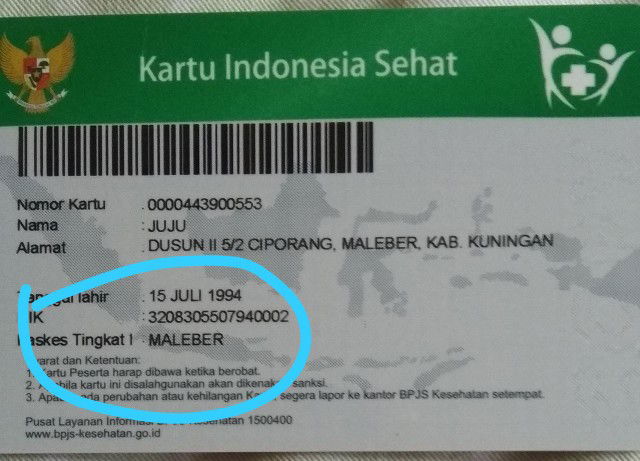 Kartu Indonesia Sehat
Nomor Kartu : 0000443900553
Nama : JUJU
Alamat : DUSUN II 5/2 CIPORANG, MALEBER, KAB. KUNINGAN
lahir : 15 JULI 1994
: 3208305507940002
Tingkat I : MALEBER
dan Ketentuan:
1. Kartu Peserta harap dibawa ketika berobat.
2. kartu ini disalahgunakan akan dikenakan sanksi.
3. perubahan atau kehilangan segera lapor ke kantor BPJS Kesehatan setempat.
Pusat Layanan Informasi Kesehatan 1500400
www.bpjs-kesehatan.go.id